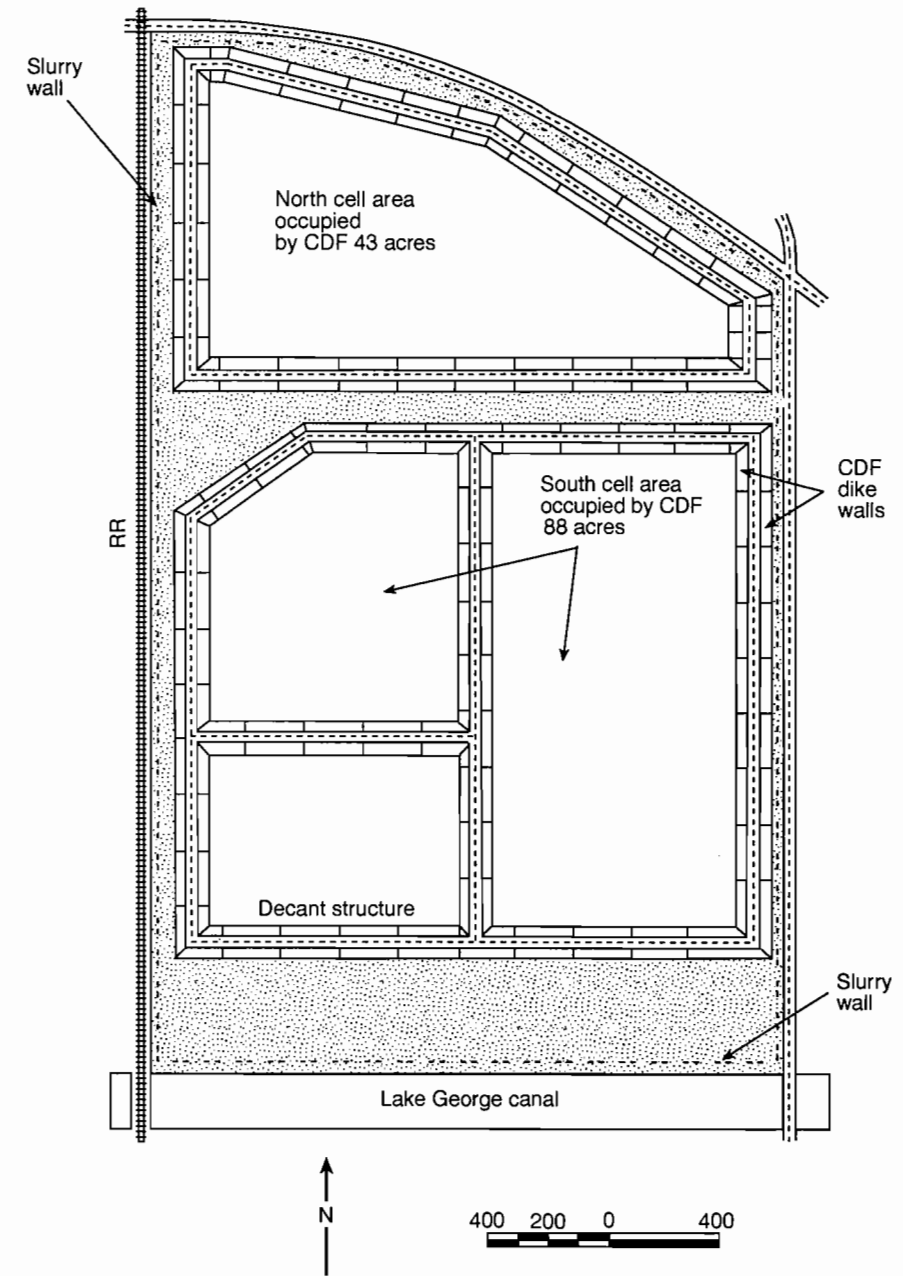 Slurry
wall
North cell area
occupied
by CDF 43 acres
South cell area
occupied by CDF
88 acres
CDF
dike
walls
RR
Decant structure
Slurry
wall
Lake George canal
N
400 200 0 400